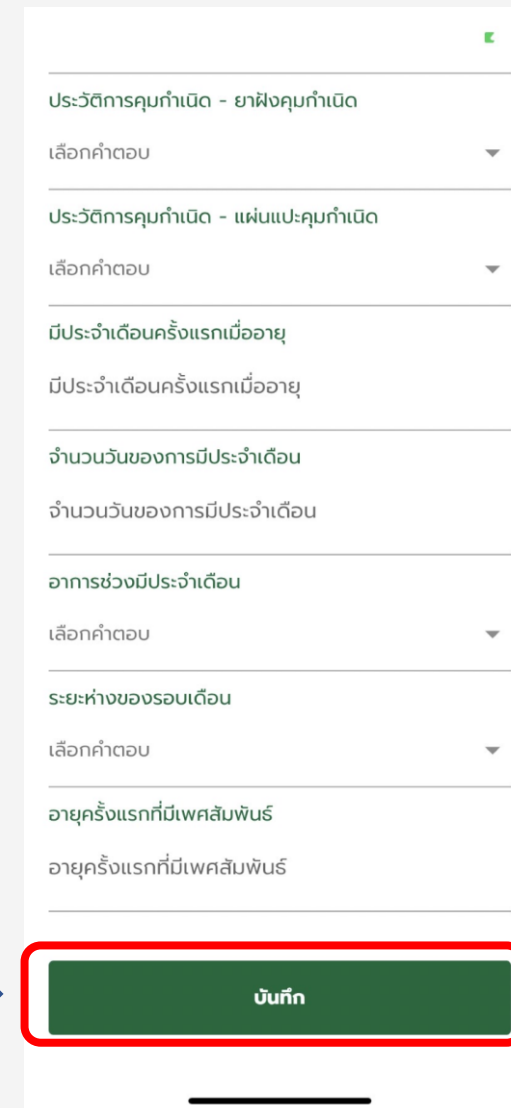 ประวัติการคุมกำเนิด - ยาฝังคุมกำเนิด
เลือกคำตอบ
ประวัติการคุมกำเนิด - แผ่นแปะคุมกำเนิด
เลือกคำตอบ
มีประจำเดือนครั้งแรกเมื่ออายุ
มีประจำเดือนครั้งแรกเมื่ออายุ
จำนวนวันของการมีประจำเดือน
จำนวนวันของการมีประจำเดือน
อาการช่วงมีประจำเดือน
เลือกคำตอบ
ระยะห่างของรอบเดือน
เลือกคำตอบ
อายุครั้งแรกที่มีเพศสัมพันธ์
อายุครั้งแรกที่มีเพศสัมพันธ์
บันทึก